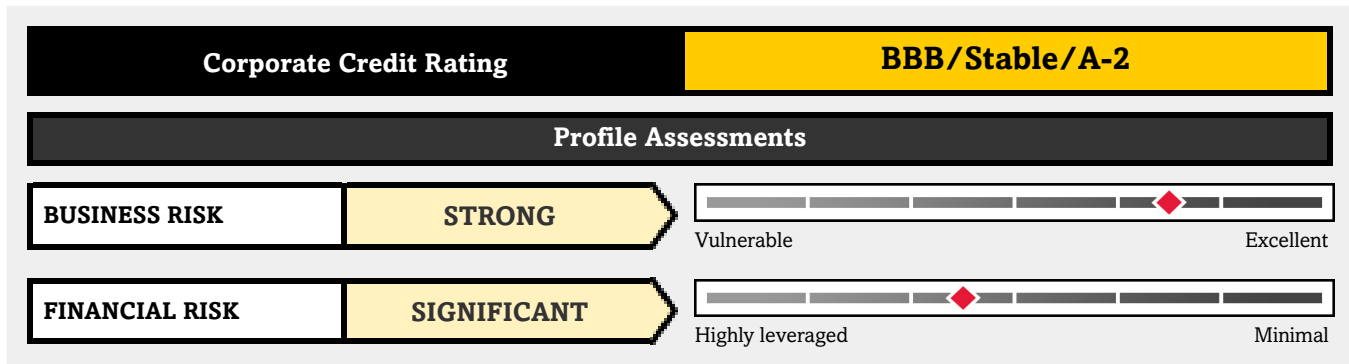 Corporate Credit Rating
BBB/Stable/A-2
Profile Assessments
BUSINESS RISK
STRONG
Vulnerable
Excellent
FINANCIAL RISK
SIGNIFICANT
Highly leveraged
Minimal